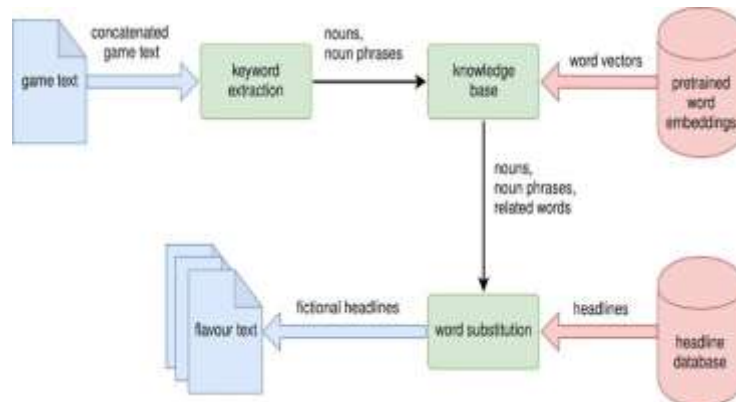 concatenated
game text
nouns,
noun phrases
game text
keyword
extraction
knowledge
base
word vectors
pretrained
word
embeddings
nouns,
noun phrases,
related words
flavour text
fictional headlines
word substitution
headlines
headline
database